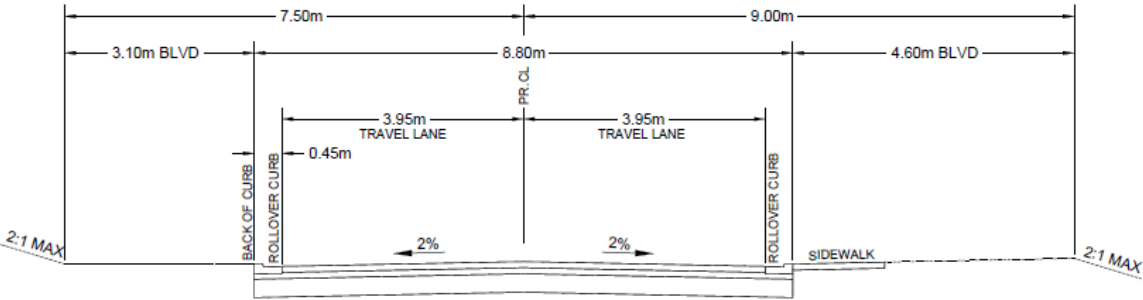 7.50m
9.00m
3.10m BLVD
8.80m
4.60m BLVD
PR.CL
3.95m
TRAVEL LANE
3.95m
TRAVEL LANE
0.45m
BACK OF CURB
ROLLOVER CURB
ROLLOVER CURB
2:1 MAX
2%
2%
SIDEWALK
2:1 MAX